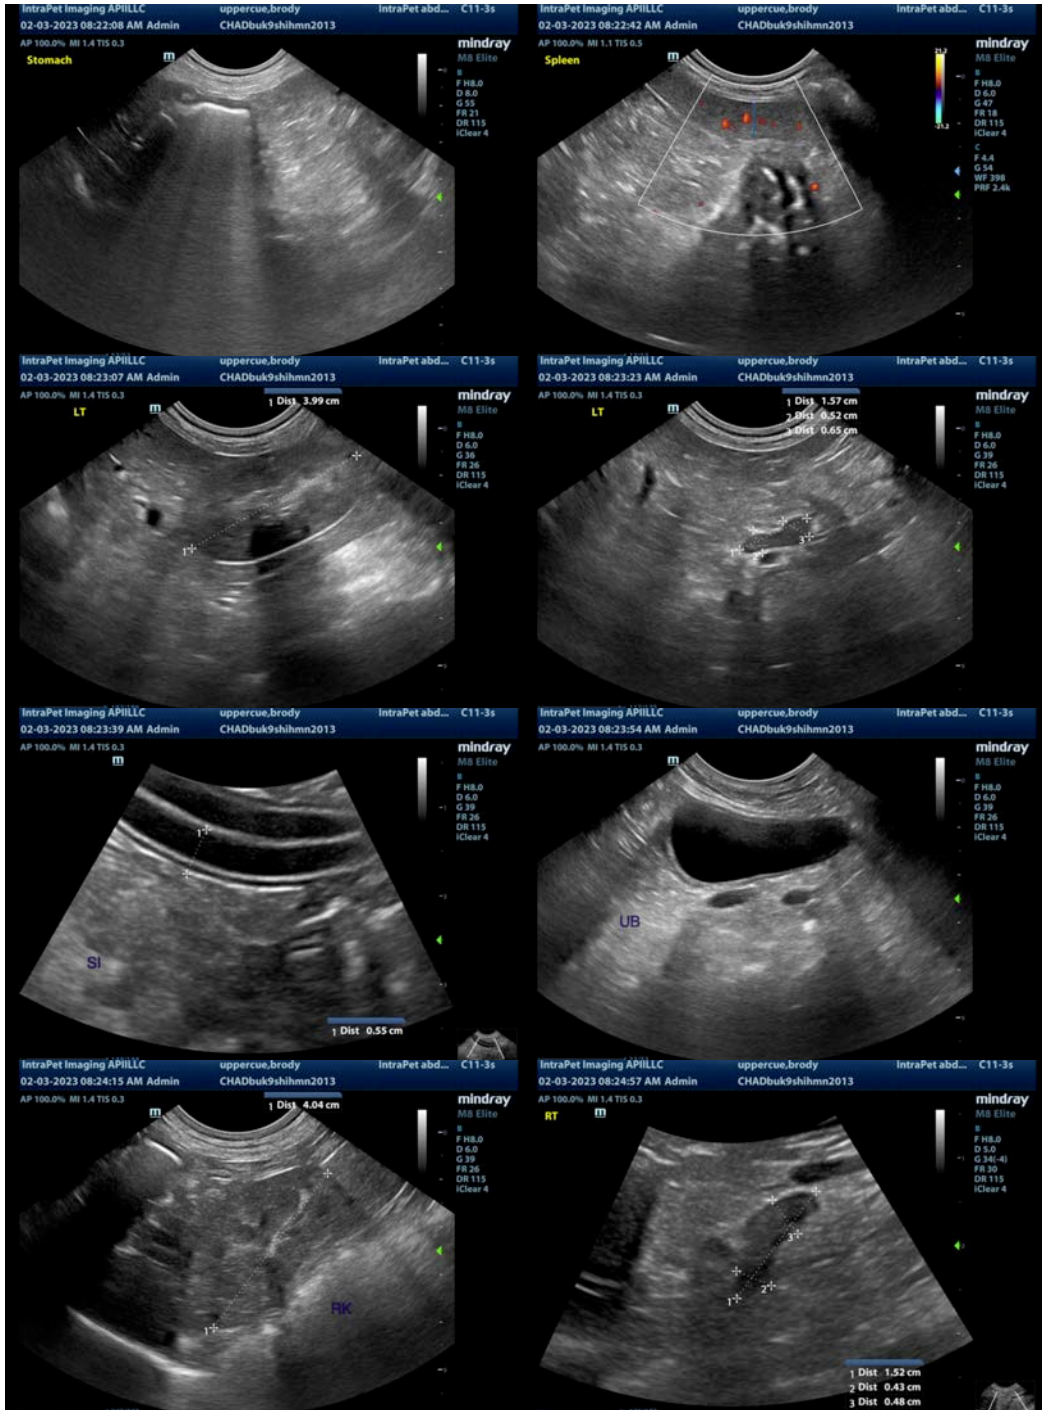 IntraPet Imaging APIILLC uppercue,brody IntraPet abd... C11-3s
02-03-2023 08:22:08 AM Admin CHADbuk9shihmn2013
AP 100.0% MI 1.4 TIS 0.3
mindray
M8 Elite
Stomach
m
B
F H8.0
D 8.0
G 55
FR 21
DR 115
iClear 4
IntraPet Imaging APIILLC uppercue,brody IntraPet abd... C11-3s
02-03-2023 08:22:42 AM Admin CHADbuk9shihmn2013
AP 100.0% MI 1.1 TIS 0.5
mindray
M8 Elite
Spleen
m
21.2
-21.2
B
F H8.0
D 6.0
G 47
FR 18
DR 115
iClear 4
C
F 4.4
G 54
WF 398
PRF 2.4k
IntraPet Imaging APIILLC uppercue,brody IntraPet abd... C11-3s
02-03-2023 08:23:07 AM Admin CHADbuk9shihmn2013
AP 100.0% MI 1.4 TIS 0.3
1 Dist 3.99 cm
mindray
M8 Elite
LT
m
B
F H8.0
D 6.0
G 36
FR 26
DR 115
iClear 4
1
IntraPet Imaging APIILLC uppercue,brody IntraPet abd... C11-3s
02-03-2023 08:23:23 AM Admin CHADbuk9shihmn2013
AP 100.0% MI 1.4 TIS 0.3
1 Dist 1.57 cm
2 Dist 0.52 cm
3 Dist 0.65 cm
mindray
M8 Elite
LT
m
B
F H8.0
D 6.0
G 39
FR 26
DR 115
iClear 4
3
1
2
IntraPet Imaging APIILLC uppercue,brody IntraPet abd... C11-3s
02-03-2023 08:23:39 AM Admin CHADbuk9shihmn2013
AP 100.0% MI 1.4 TIS 0.3
mindray
M8 Elite
m
B
F H8.0
D 6.0
G 39
FR 26
DR 115
iClear 4
1
SI
1 Dist 0.55 cm
IntraPet Imaging APIILLC uppercue,brody IntraPet abd... C11-3s
02-03-2023 08:23:54 AM Admin CHADbuk9shihmn2013
AP 100.0% MI 1.4 TIS 0.3
mindray
M8 Elite
m
B
F H8.0
D 6.0
G 39
FR 26
DR 115
iClear 4
UB
IntraPet Imaging APIILLC uppercue,brody IntraPet abd... C11-3s
02-03-2023 08:24:15 AM Admin CHADbuk9shihmn2013
AP 100.0% MI 1.4 TIS 0.3
1 Dist 4.04 cm
mindray
M8 Elite
m
B
F H8.0
D 6.0
G 39
FR 26
DR 115
iClear 4
RK
1
IntraPet Imaging APIILLC uppercue,brody IntraPet abd... C11-3s
02-03-2023 08:24:57 AM Admin CHADbuk9shihmn2013
AP 100.0% MI 1.4 TIS 0.3
mindray
M8 Elite
RT
m
B
F H8.0
D 5.0
G 34(-4)
FR 30
DR 115
iClear 4
3
2
1
1 Dist 1.52 cm
2 Dist 0.43 cm
3 Dist 0.48 cm